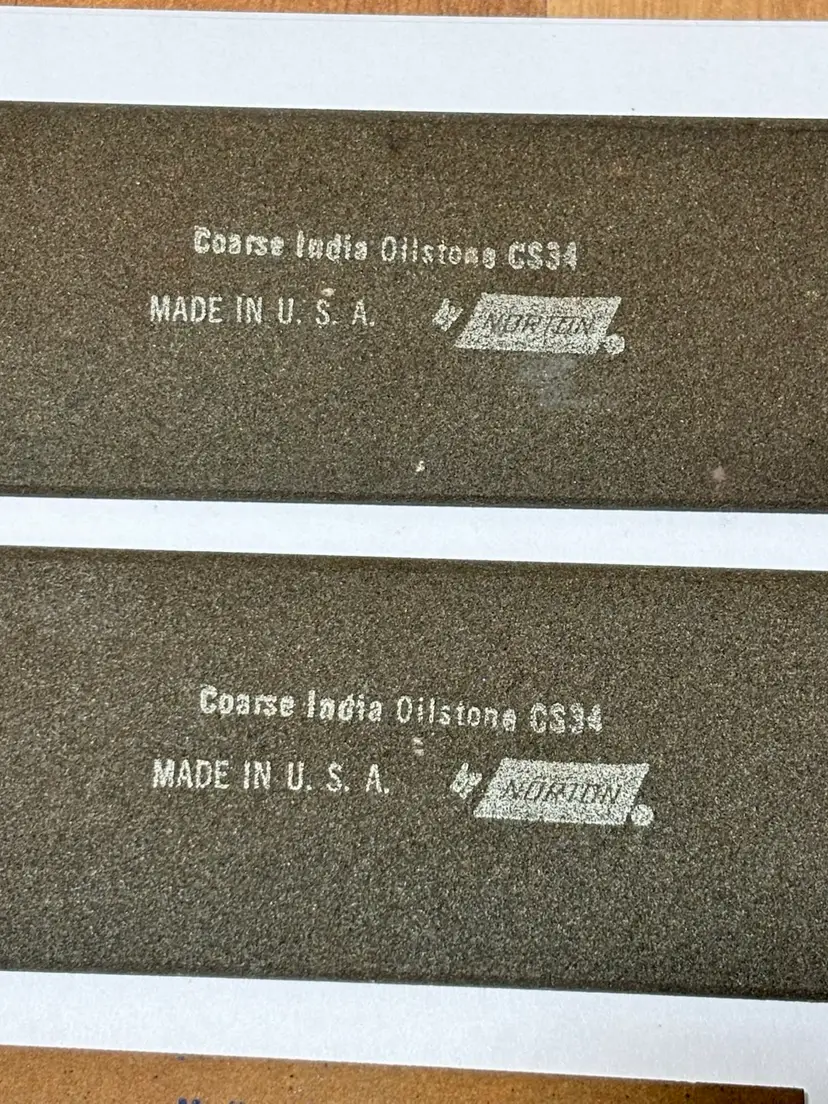 Coarse India Oilstone CS34
MADE IN U. S. A. by NORTON
Coarse India Oilstone CS34
MADE IN U. S. A. by NORTON